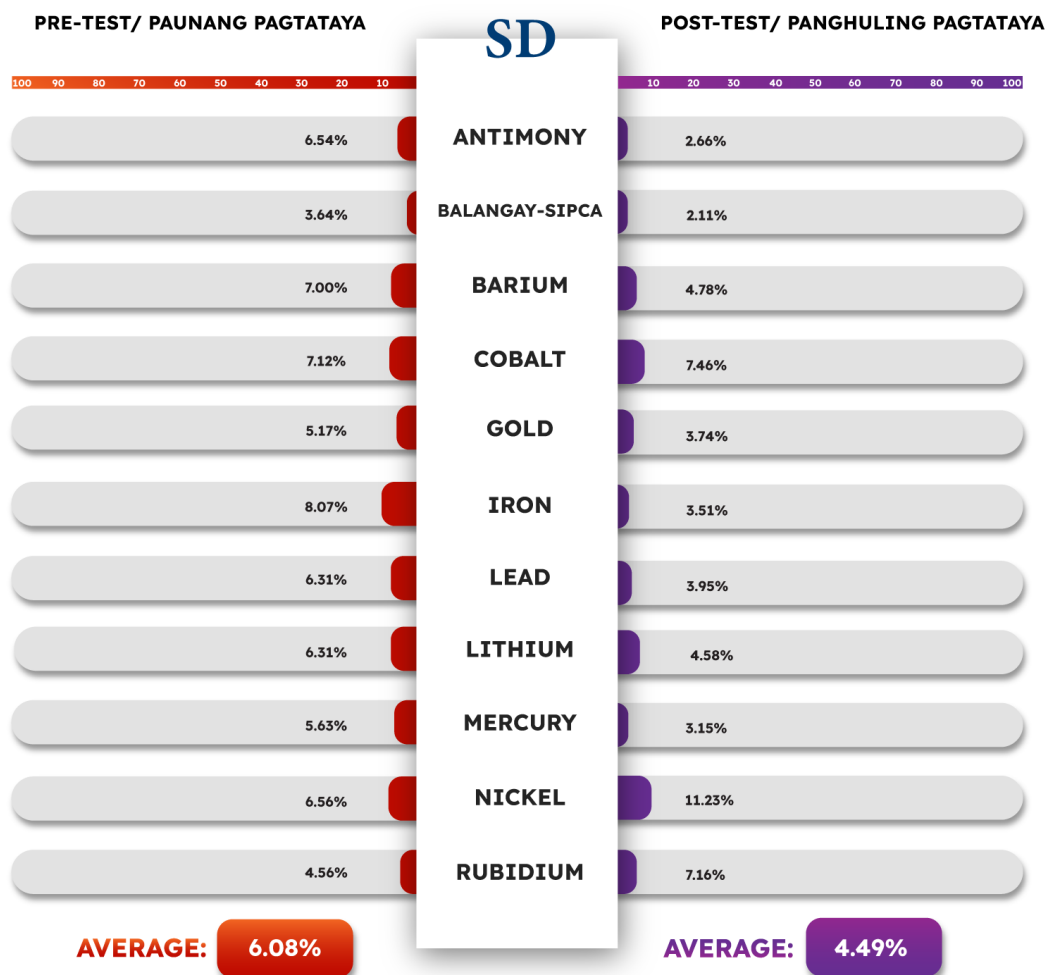 PRE-TEST/ PAUNANG PAGTATAYA
SD
POST-TEST/ PANGHULING PAGTATAYA
100 90 80 70 60 50 40 30 20 10
10 20 30 40 50 60 70 80 90 100
6.54% ANTIMONY 2.66%
3.64% BALANGAY-SIPCA 2.11%
7.00% BARIUM 4.78%
7.12% COBALT 7.46%
5.17% GOLD 3.74%
8.07% IRON 3.51%
6.31% LEAD 3.95%
6.31% LITHIUM 4.58%
5.63% MERCURY 3.15%
6.56% NICKEL 11.23%
4.56% RUBIDIUM 7.16%
AVERAGE: 6.08%
AVERAGE: 4.49%